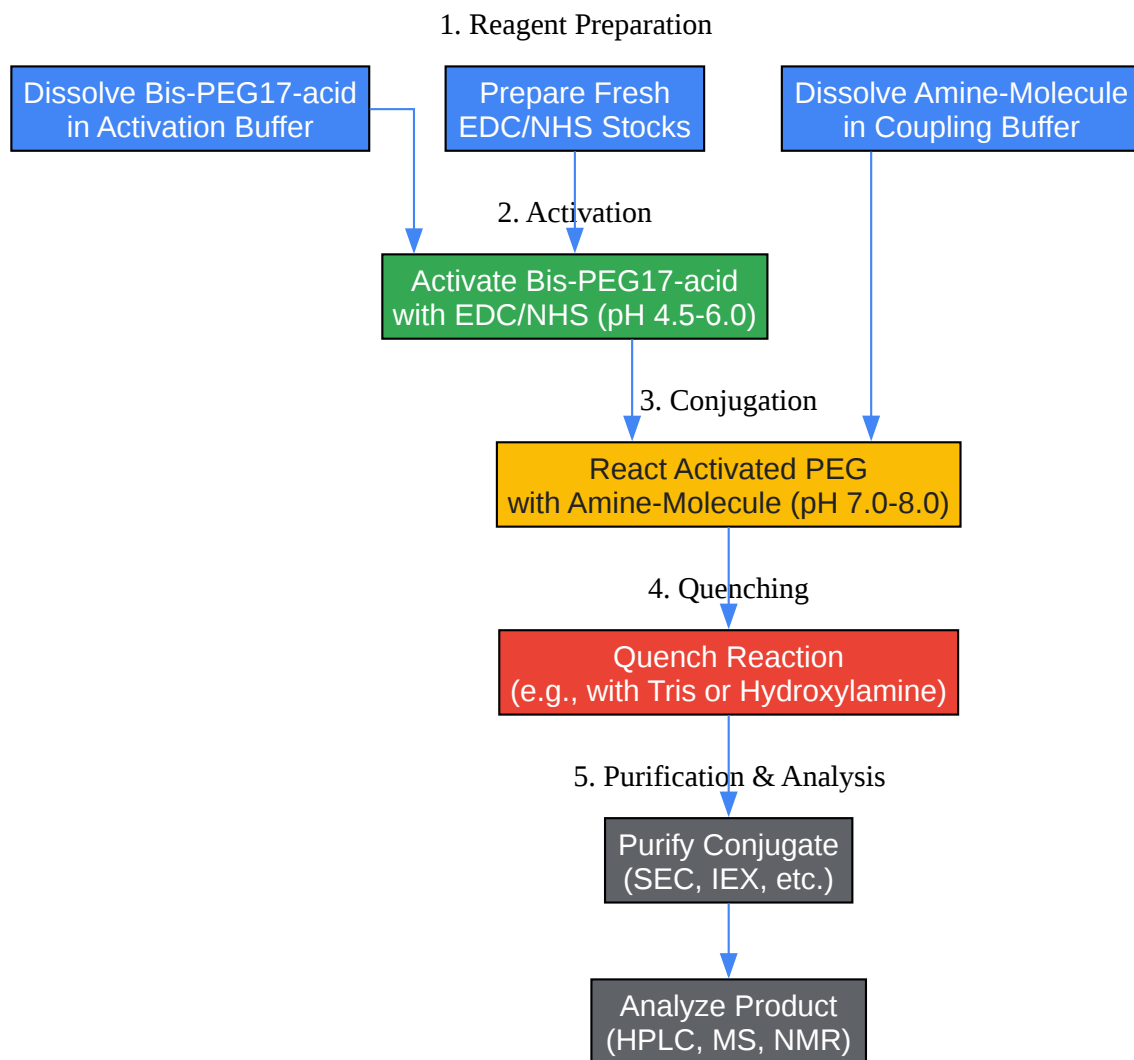 1. Reagent Preparation
Dissolve Bis-PEG17-acid
in Activation Buffer
Prepare Fresh
EDC/NHS Stocks
Dissolve Amine-Molecule
in Coupling Buffer
2. Activation
Activate Bis-PEG17-acid
with EDC/NHS (pH 4.5-6.0)
3. Conjugation
React Activated PEG
with Amine-Molecule (pH 7.0-8.0)
4. Quenching
Quench Reaction
(e.g., with Tris or Hydroxylamine)
5. Purification & Analysis
Purify Conjugate
(SEC, IEX, etc.)
Analyze Product
(HPLC, MS, NMR)